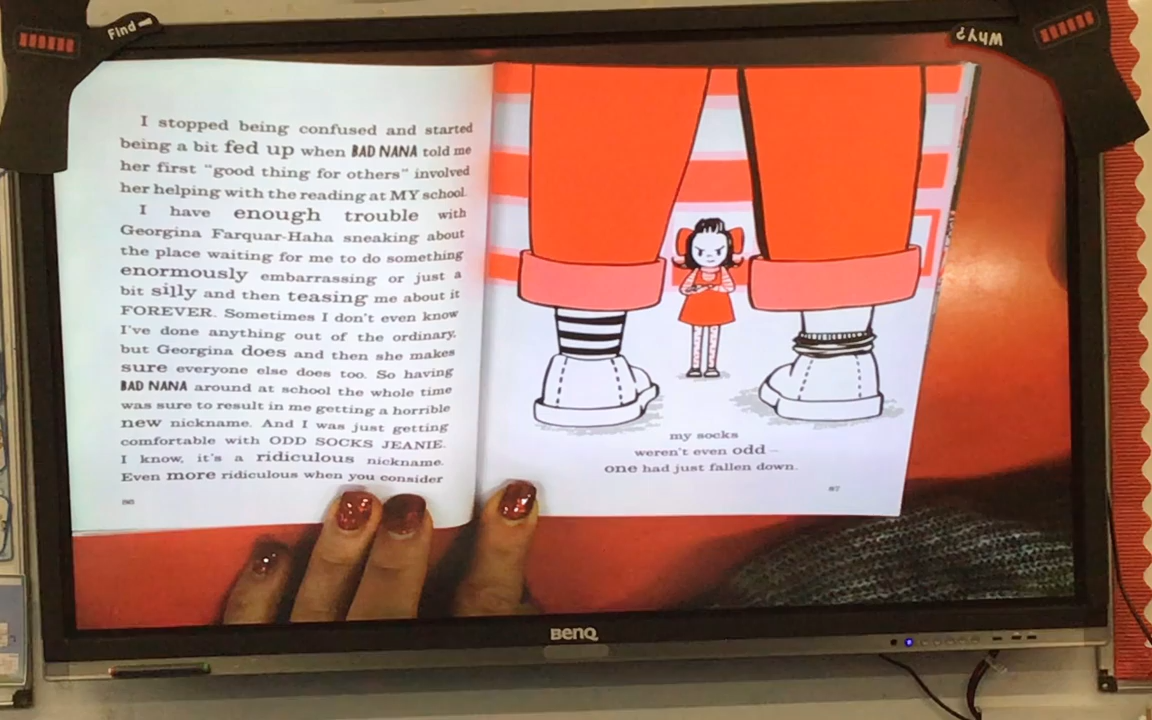 Find
Why?
I stopped being confused and started
being a bit fed up when BAD NANA told me
her first “good thing for others” involved
her helping with the reading at MY school.
I have enough trouble with
Georgina Farquar-Haha sneaking about
the place waiting for me to do something
enormously embarrassing or just a
bit silly and then teasing me about it
FOREVER. Sometimes I don't even know
I've done anything out of the ordinary,
but Georgina does and then she makes
sure everyone else does too. So having
BAD NANA around at school the whole time
was sure to result in me getting a horrible
new nickname. And I was just getting
comfortable with ODD SOCKS JEANIE.
I know, it's a ridiculous nickname.
Even more ridiculous when you consider
86
my socks
weren't even odd –
one had just fallen down.
87
BenQ